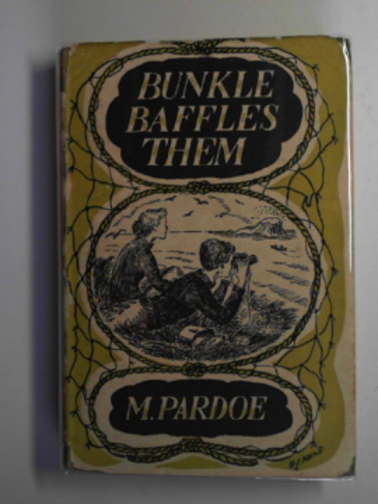 BUNKLE
BAFFLES
THEM
M. PARDOE